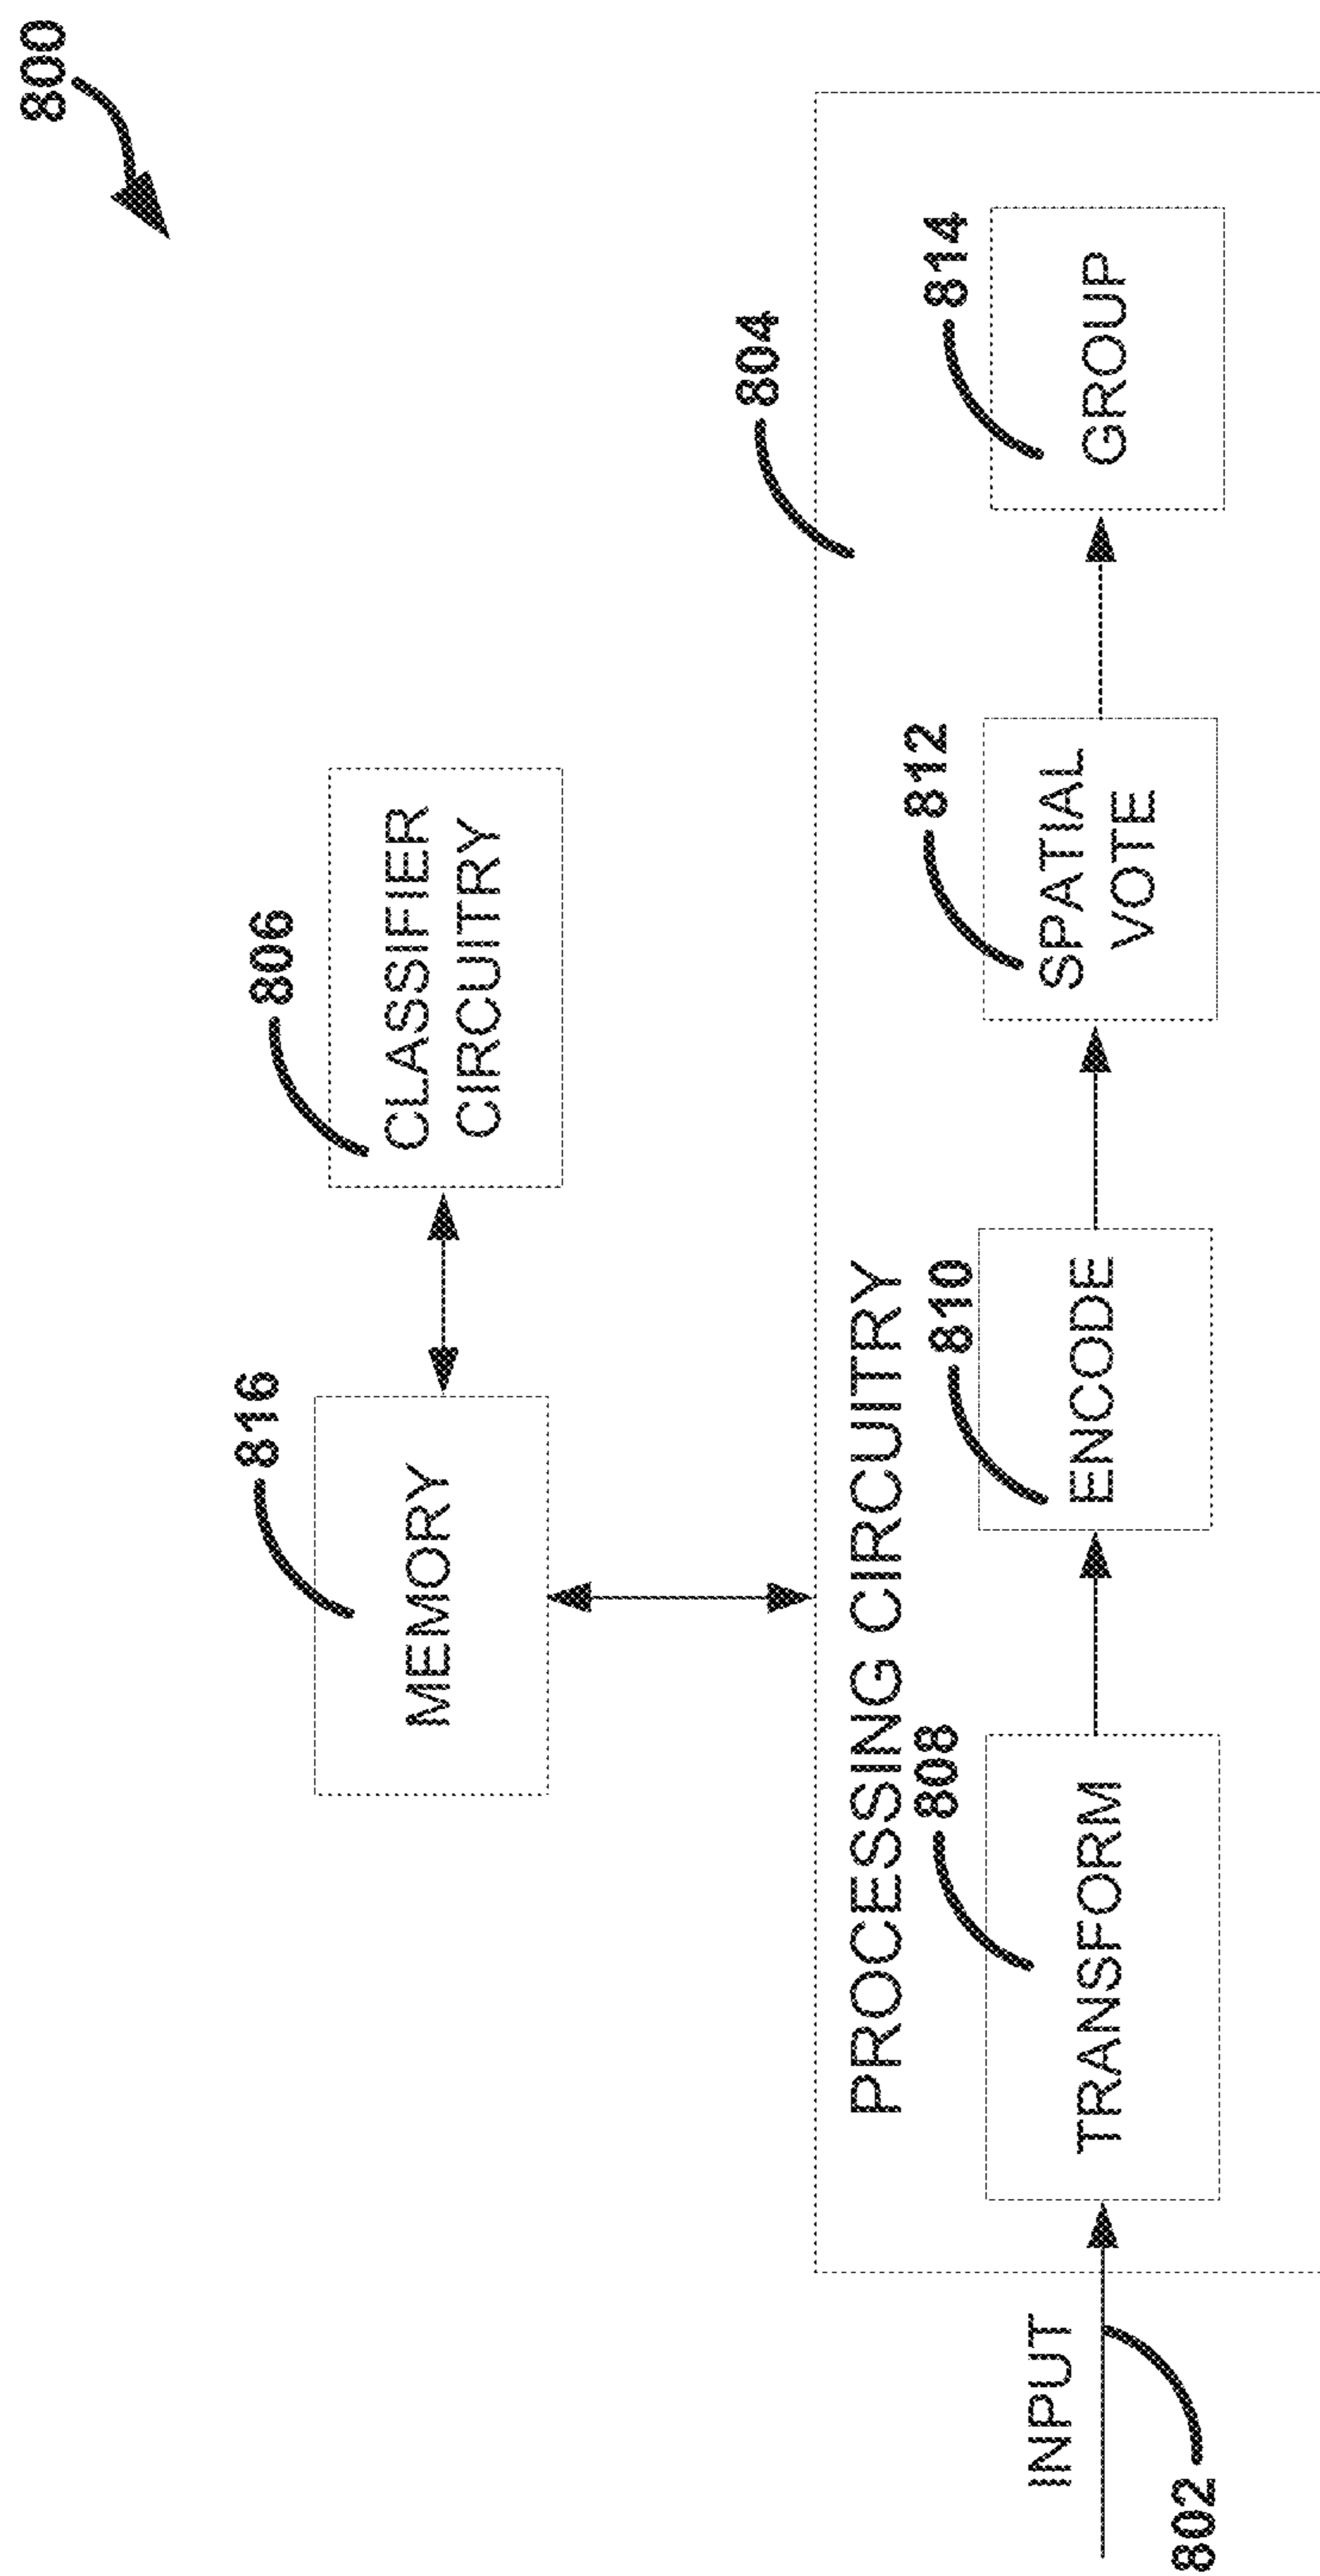 800
816
806
MEMORY
CLASSIFIER
CIRCUITRY
804
PROCESSING CIRCUITRY
808
810
812
814
INPUT
TRANSFORM
ENCODE
SPATIAL
VOTE
GROUP
802